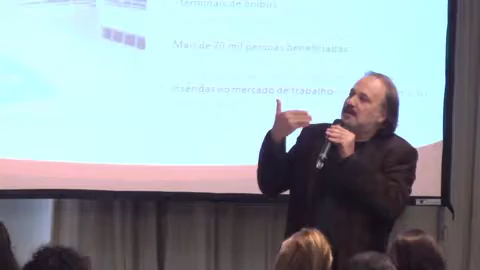 terminais de ônibus
Mais de 20 mil pessoas beneficiadas
inseridas no mercado de trabalho